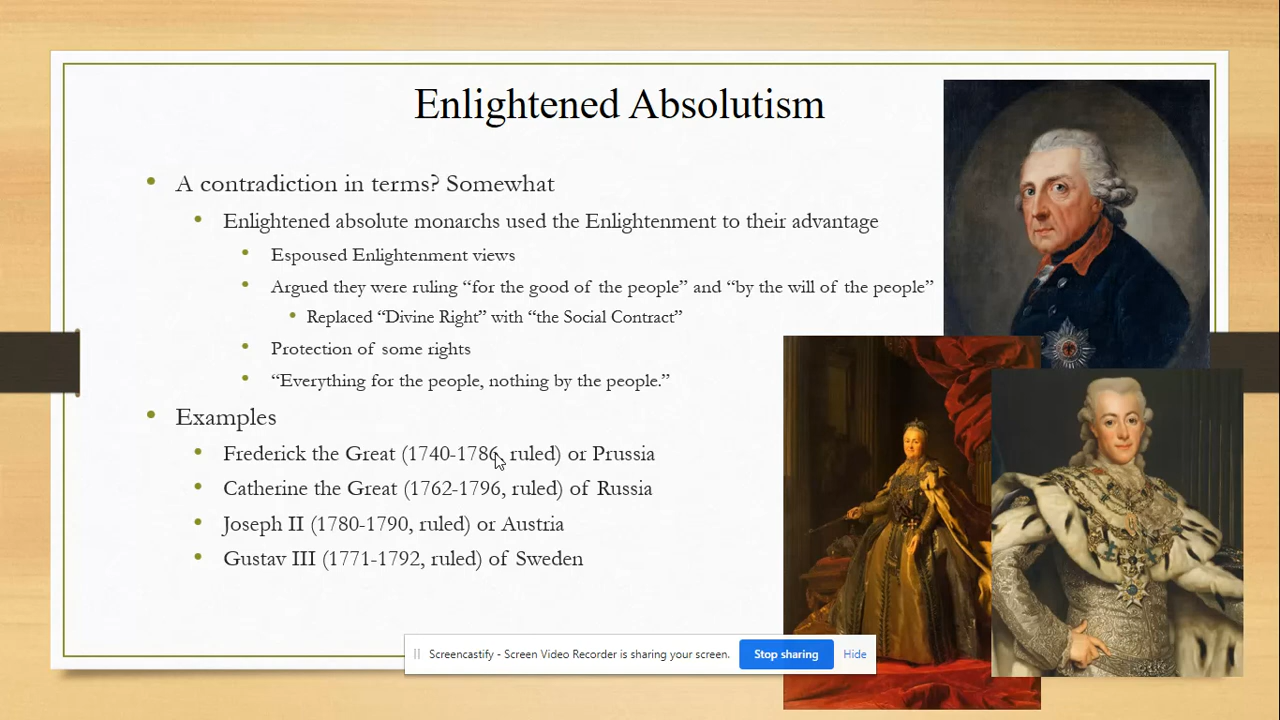 Enlightened Absolutism
• A contradiction in terms? Somewhat
• Enlightened absolute monarchs used the Enlightenment to their advantage
• Espoused Enlightenment views
• Argued they were ruling “for the good of the people” and “by the will of the people”
• Replaced “Divine Right” with “the Social Contract”
• Protection of some rights
• “Everything for the people, nothing by the people.”
• Examples
• Frederick the Great (1740-1786, ruled) or Prussia
• Catherine the Great (1762-1796, ruled) of Russia
• Joseph II (1780-1790, ruled) or Austria
• Gustav III (1771-1792, ruled) of Sweden
Screencastify - Screen Video Recorder is sharing your screen. Stop sharing Hide